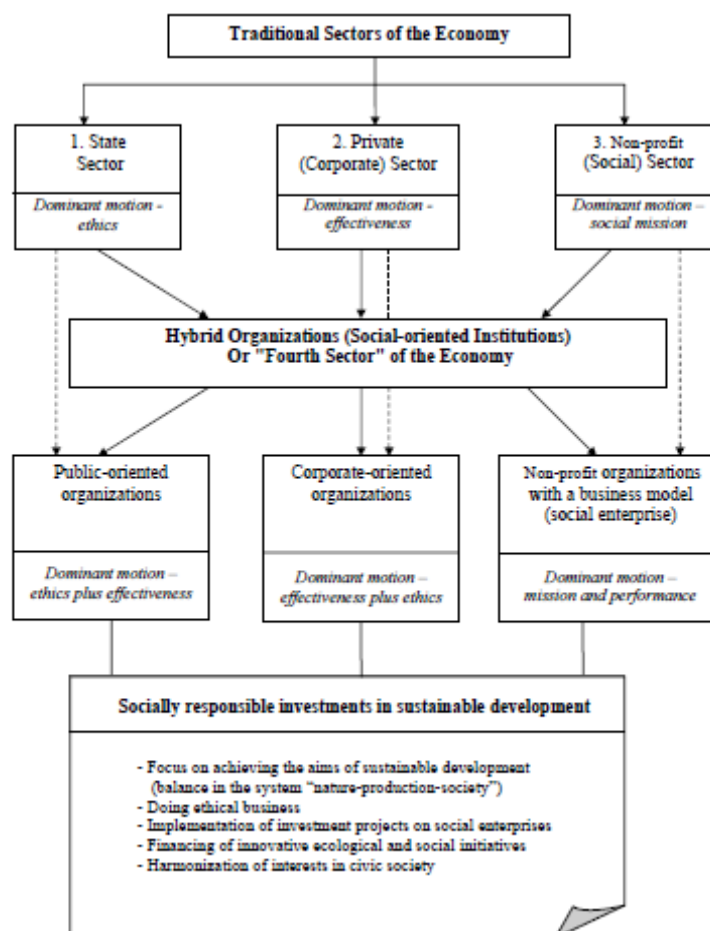 Traditional Sectors of the Economy
1. State
Sector
Dominant motion -
ethics
2. Private
(Corporate) Sector
Dominant motion -
effectiveness
3. Non-profit
(Social) Sector
Dominant motion –
social mission
Hybrid Organizations (Social-oriented Institutions)
Or "Fourth Sector" of the Economy
Public-oriented
organizations
Dominant motion –
ethics plus effectiveness
Corporate-oriented
organizations
Dominant motion –
effectiveness plus ethics
Non-profit organizations
with a business model
(social enterprise)
Dominant motion –
mission and performance
Socially responsible investments in sustainable development
- Focus on achieving the aims of sustainable development
(balance in the system “nature-production-society”)
- Doing ethical business
- Implementation of investment projects on social enterprises
- Financing of innovative ecological and social initiatives
- Harmonization of interests in civic society